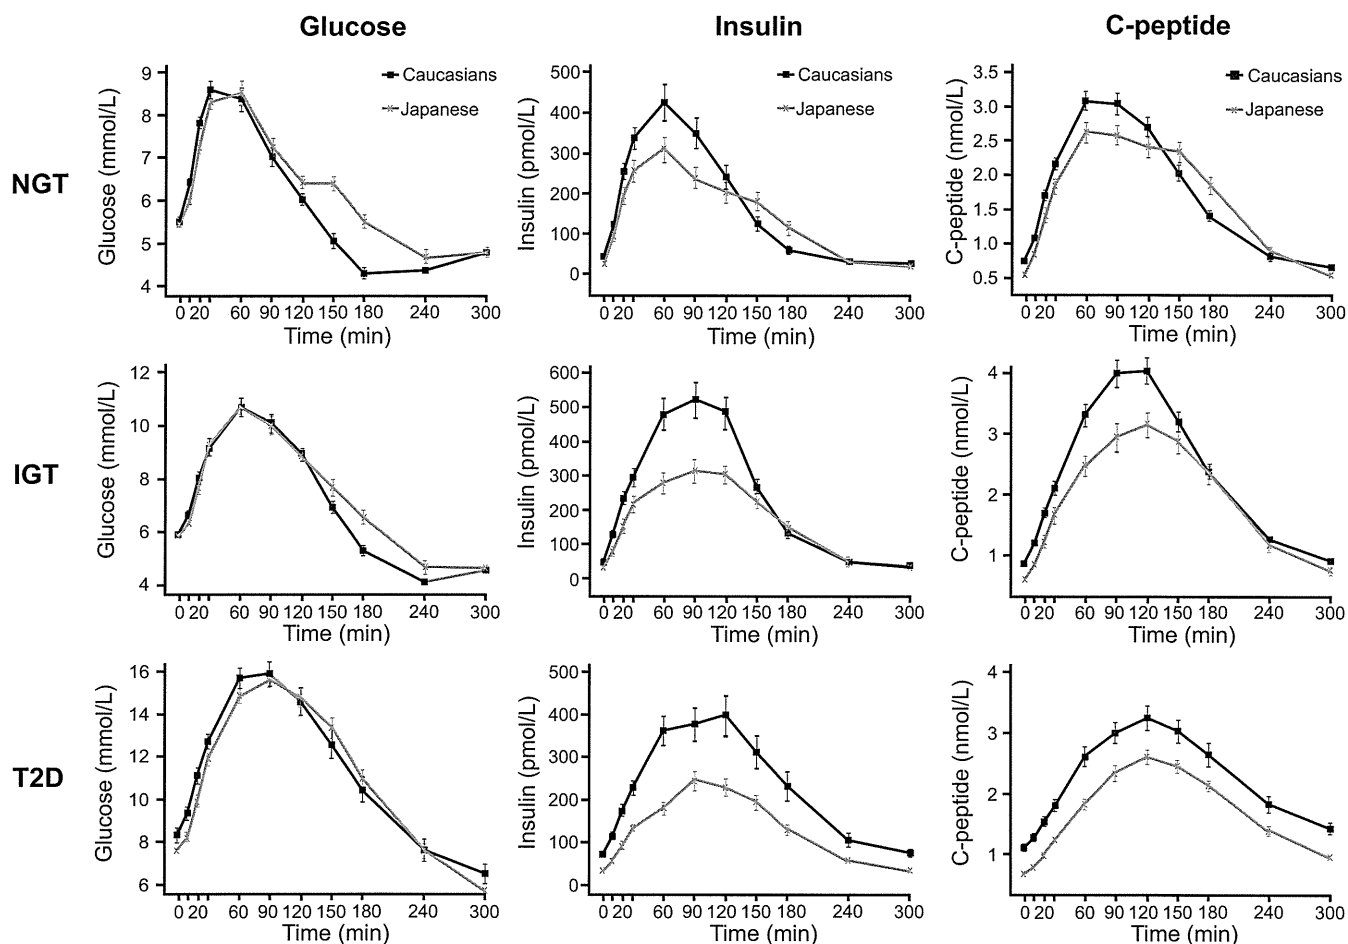 Glucose Insulin C-peptide
NGT
Glucose (mmol/L)
9
8
7
6
5
4
Caucasians
Japanese
0 20 60 90 120 150 180 240 300
Time (min)
Insulin (pmol/L)
500
400
300
200
100
0
Caucasians
Japanese
0 20 60 90 120 150 180 240 300
Time (min)
C-peptide (nmol/L)
3.5
3.0
2.5
2.0
1.5
1.0
0.5
Caucasians
Japanese
0 20 60 90 120 150 180 240 300
Time (min)
IGT
Glucose (mmol/L)
12
10
8
6
4
0 20 60 90 120 150 180 240 300
Time (min)
Insulin (pmol/L)
600
500
400
300
200
100
0
0 20 60 90 120 150 180 240 300
Time (min)
C-peptide (nmol/L)
4
3
2
1
0 20 60 90 120 150 180 240 300
Time (min)
T2D
Glucose (mmol/L)
16
14
12
10
8
6
0 20 60 90 120 150 180 240 300
Time (min)
Insulin (pmol/L)
500
400
300
200
100
0
0 20 60 90 120 150 180 240 300
Time (min)
C-peptide (nmol/L)
4
3
2
1
0 20 60 90 120 150 180 240 300
Time (min)